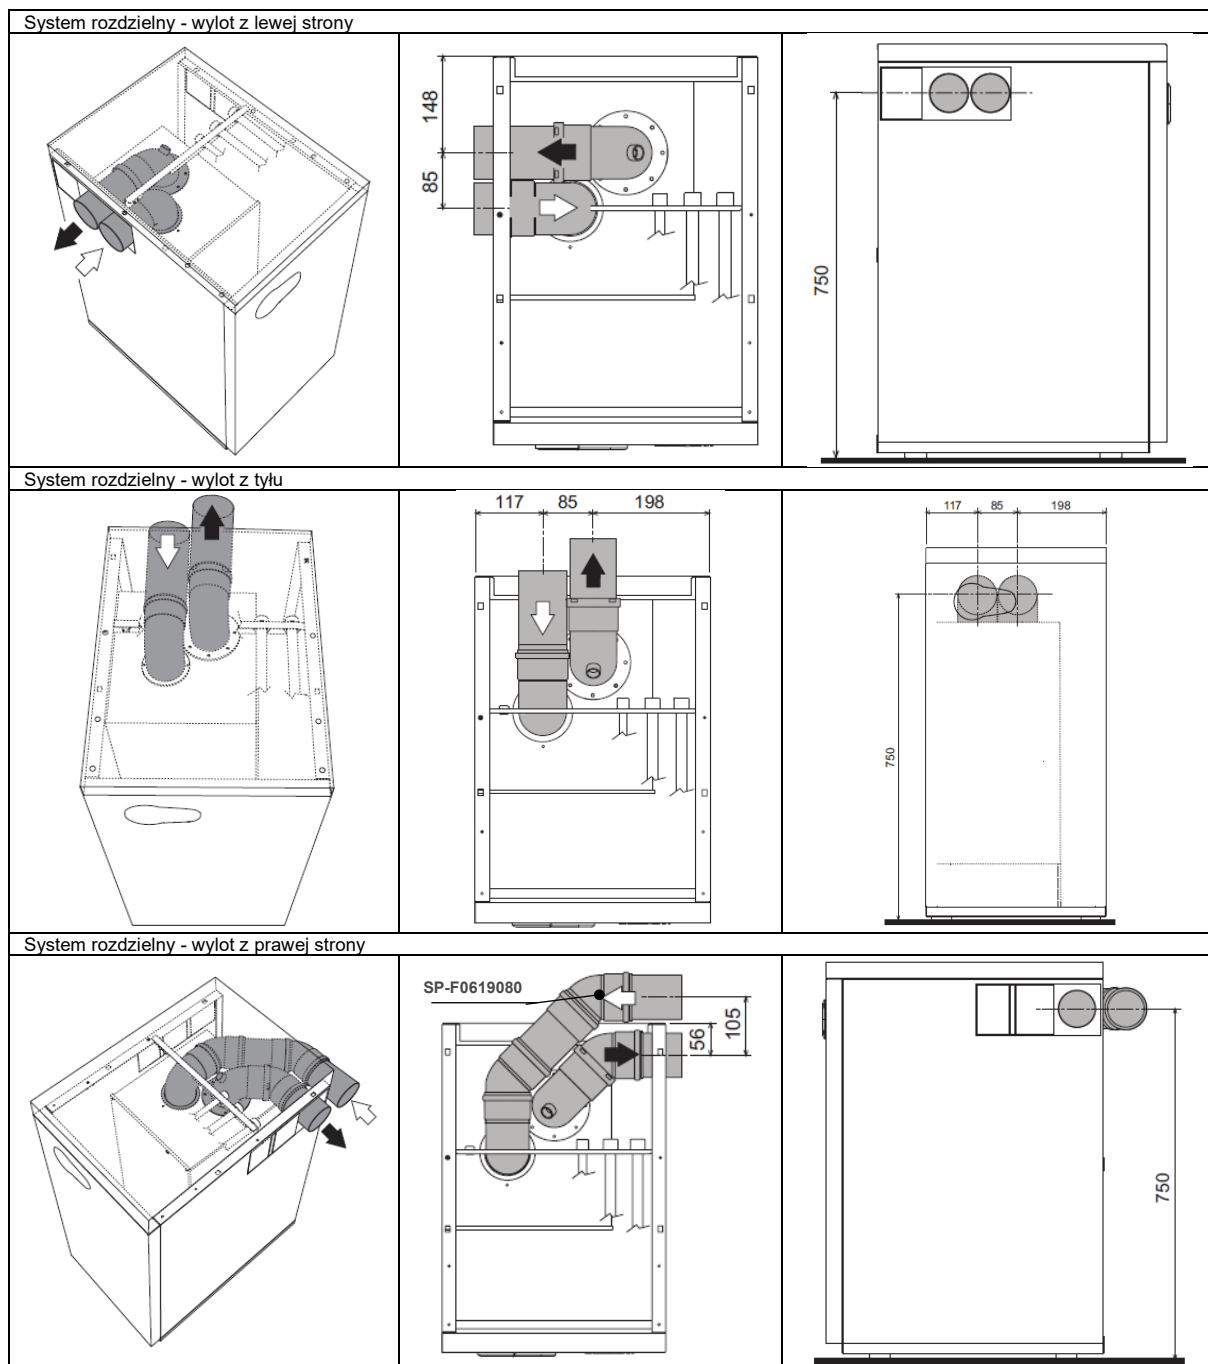 System rozdzielny - wylot z lewej strony
148
85
750
System rozdzielny - wylot z tyłu
117 85 198
117 85 198
750
System rozdzielny - wylot z prawej strony
SP-F0619080
56
105
750